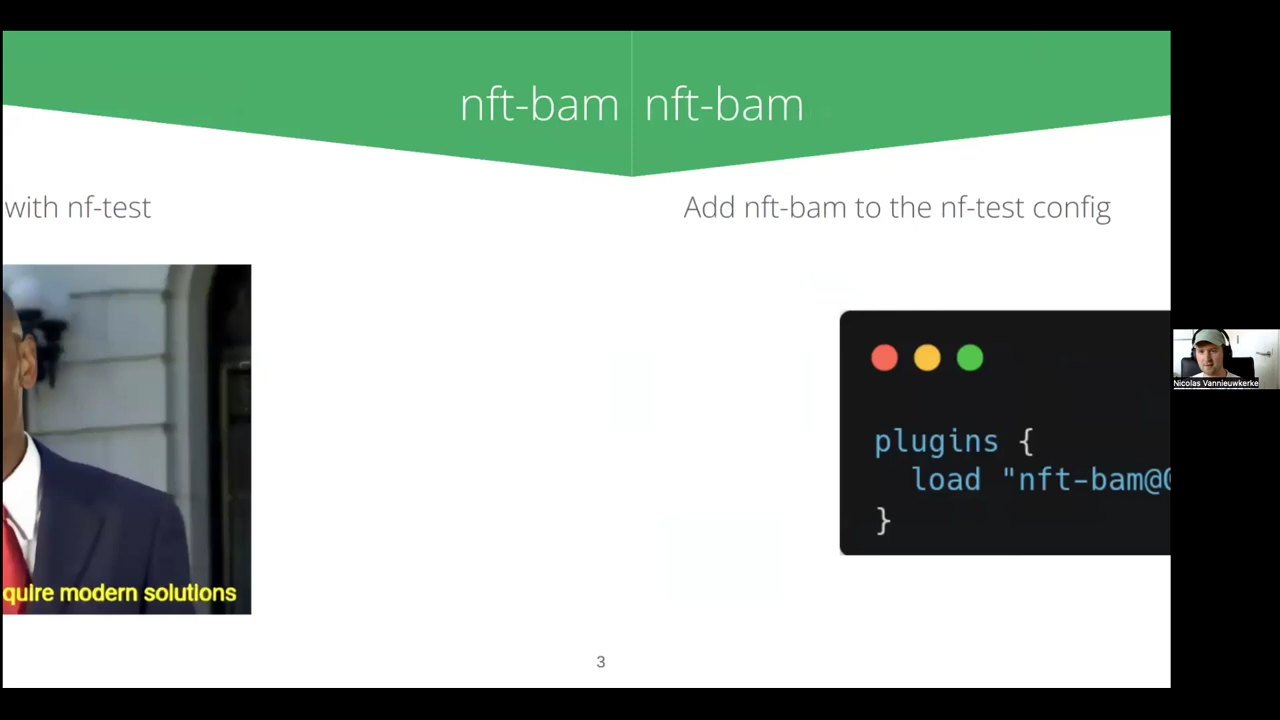 nft-bam
nft-bam
with nf-test
Add nft-bam to the nf-test config
plugins {
load "nft-bam@
}
quire modern solutions
3
Nicolas Vannieuwkerke